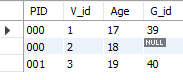 PID V_id Age G_id
000 1 17 39
000 2 18 NULL
001 3 19 40